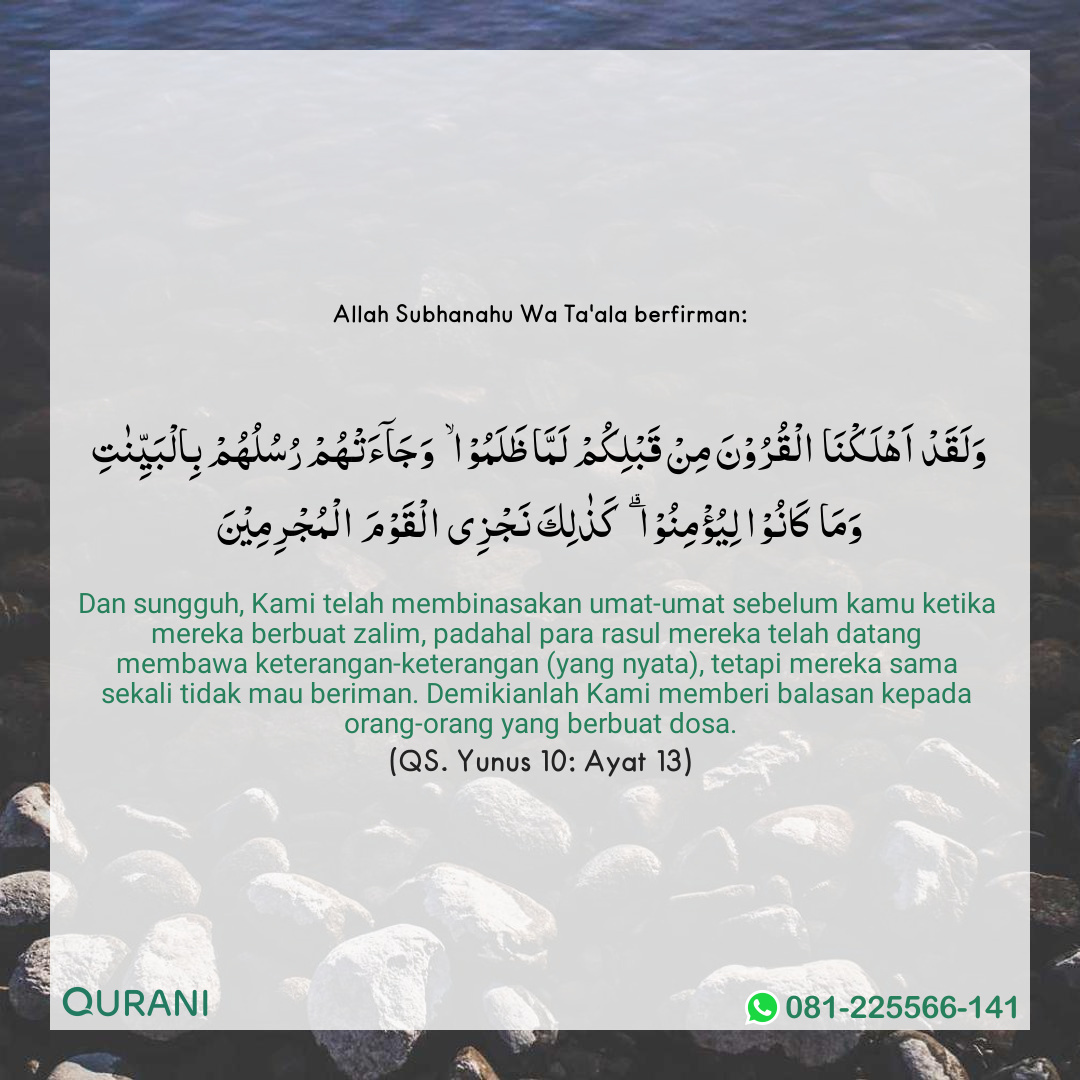 Allah Subhanahu Wa Ta'ala berfirman:
وَلَقَدْ اَهْلَكْنَا الْقُرُوْنَ مِنْ قَبْلِكُمْ لَمَّا ظَلَمُوْا ۙ وَجَاۤءَتْهُمْ رُسُلُهُمْ بِالْبَيِّنٰتِ
وَمَا كَانُوْا لِيُؤْمِنُوْا ۗ كَذٰلِكَ نَجْزِى الْقَوْمَ الْمُجْرِمِيْنَ
Dan sungguh, Kami telah membinasakan umat-umat sebelum kamu ketika
mereka berbuat zalim, padahal para rasul mereka telah datang
membawa keterangan-keterangan (yang nyata), tetapi mereka sama
sekali tidak mau beriman. Demikianlah Kami memberi balasan kepada
orang-orang yang berbuat dosa.
(QS. Yunus 10: Ayat 13)
QURANI
081-225566-141